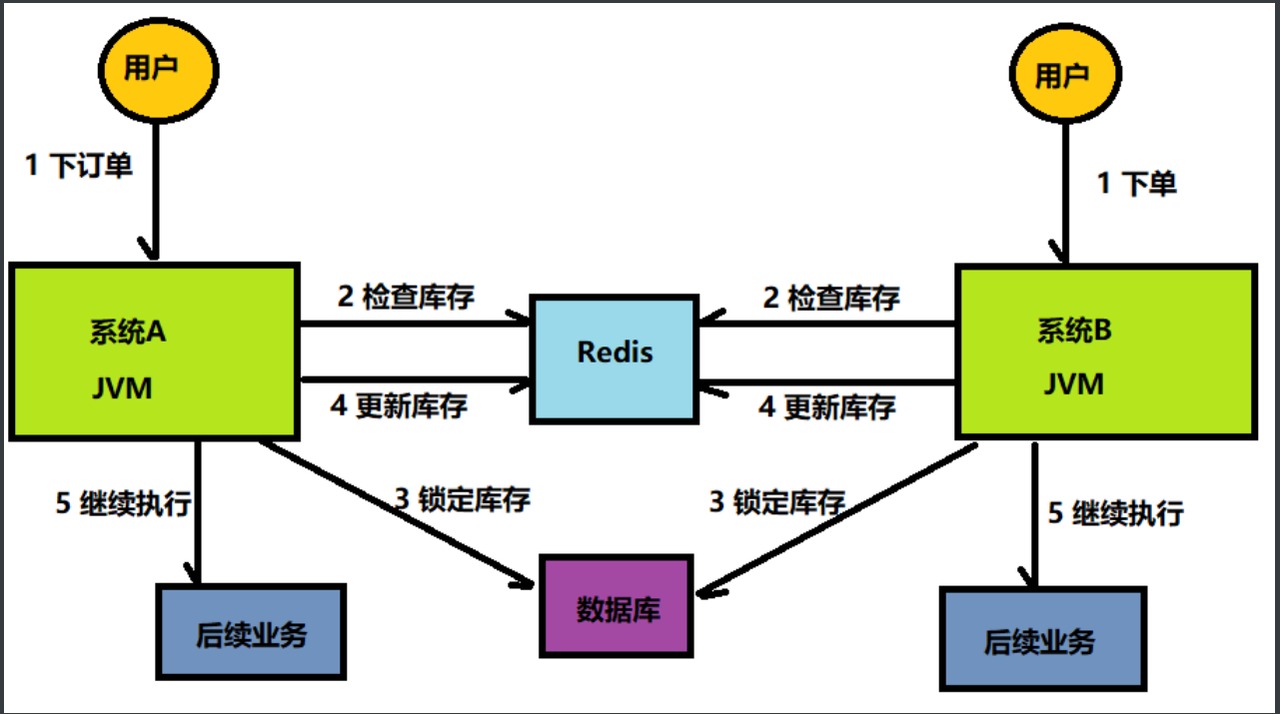 用户
用户
1 下订单
1 下单
系统A
JVM
2 检查库存
Redis
2 检查库存
系统B
JVM
4 更新库存
4 更新库存
5 继续执行
3 锁定库存
3 锁定库存
5 继续执行
后续业务
数据库
后续业务